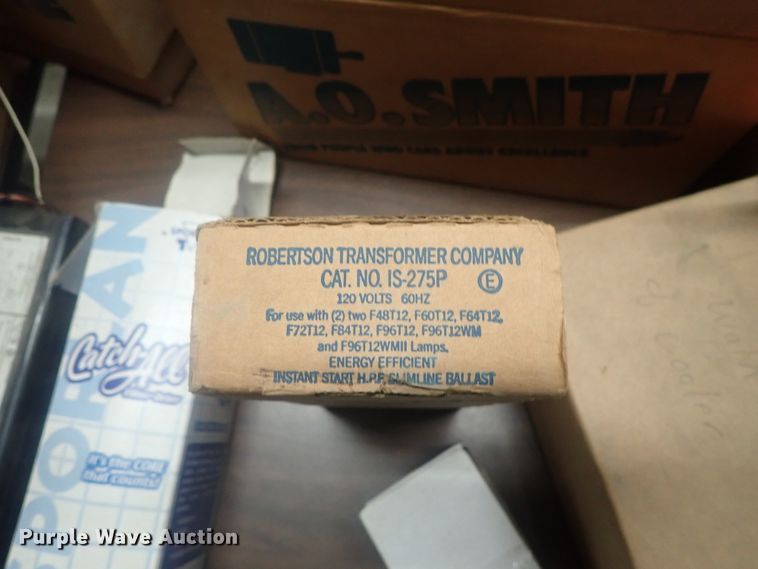 A.O. SMITH
ROBERTSON TRANSFORMER COMPANY
CAT. NO. IS-275P E
120 VOLTS 60HZ
For use with (2) two F48T12, F60T12, F64T12,
F72T12, F84T12, F96T12, F96T12WM
and F96T12WMII Lamps.
ENERGY EFFICIENT
INSTANT START H.P.F. SLIMLINE BALLAST
SPORLAN
Catch-All
It's the CORE
that counts!
Purple Wave Auction